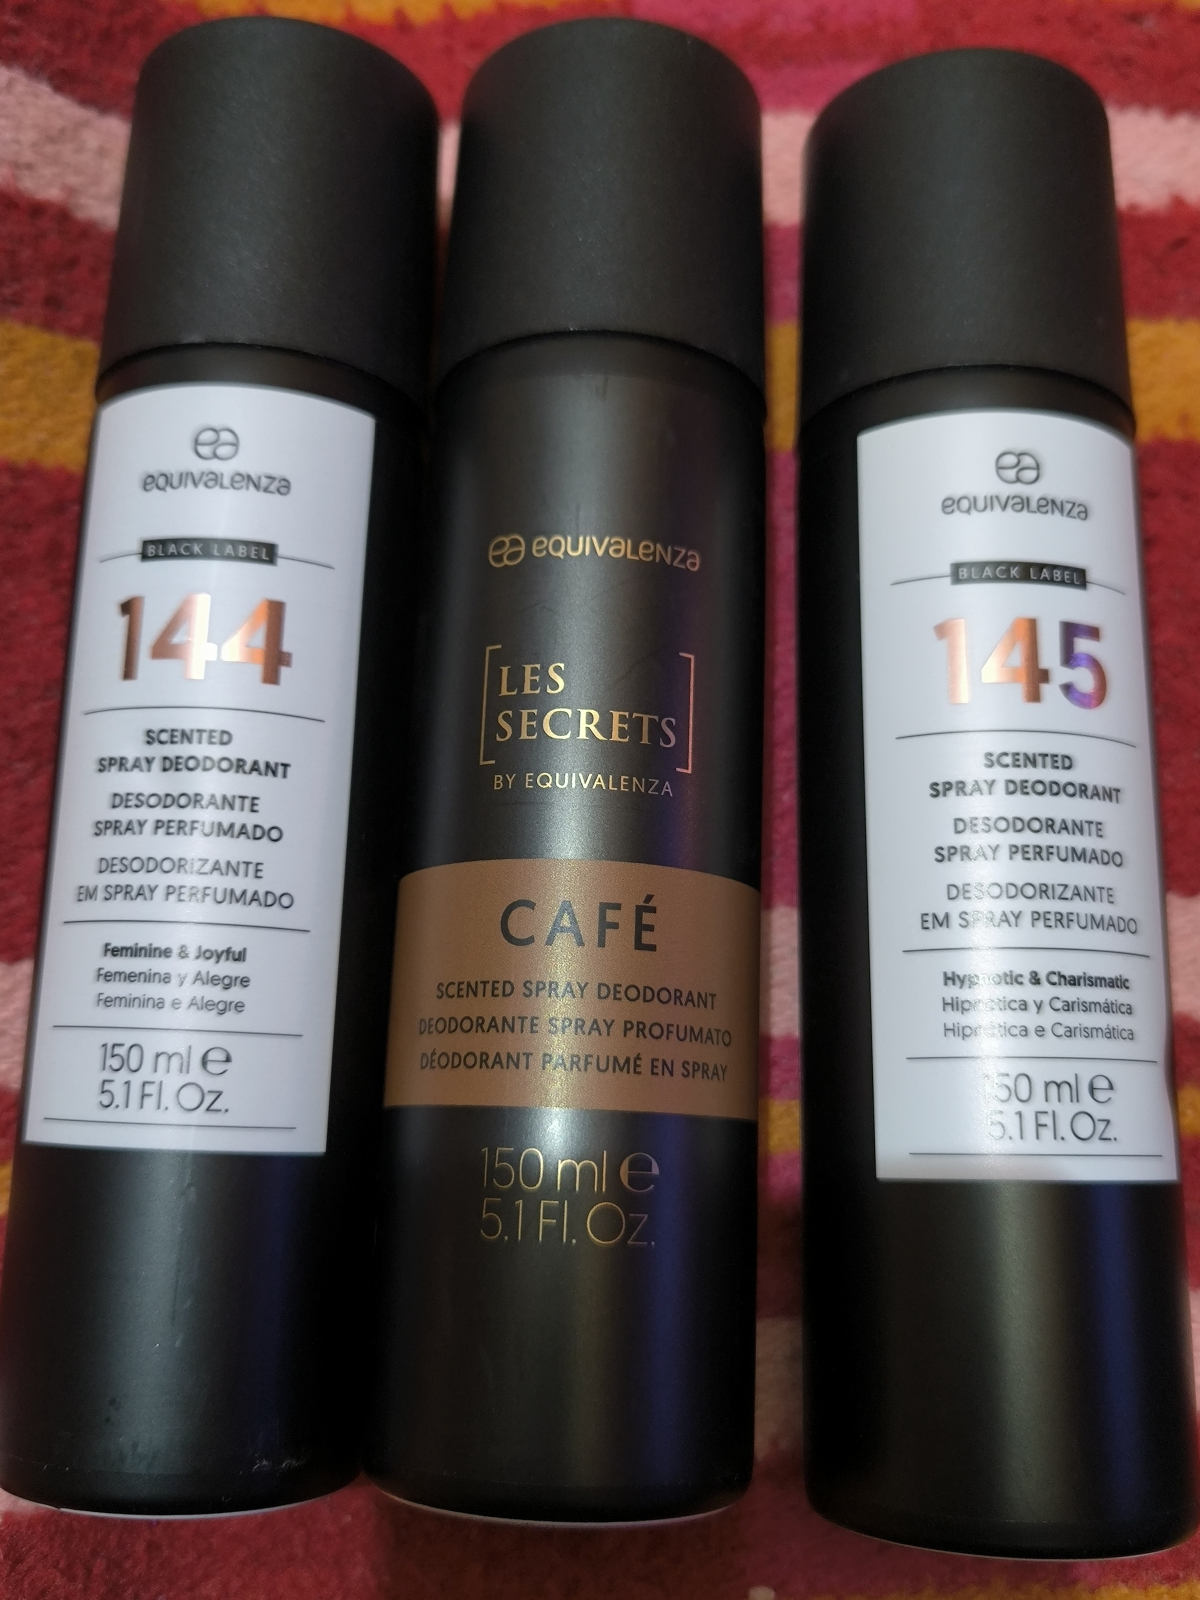 equivalenza
BLACK LABEL
144
SCENTED
SPRAY DEODORANT
DESODORANTE
SPRAY PERFUMADO
DESODORIZANTE
EM SPRAY PERFUMADO
Feminine & Joyful
Femenina y Alegre
Feminina e Alegre
150 ml e
5.1 Fl. Oz.
equivalenza
LES
SECRETS
BY EQUIVALENZA
CAFÉ
SCENTED SPRAY DEODORANT
DEODORANTE SPRAY PROFUMATO
DÉODORANT PARFUMÉ EN SPRAY
150 ml e
5.1 Fl. Oz.
equivalenza
BLACK LABEL
145
SCENTED
SPRAY DEODORANT
DESODORANTE
SPRAY PERFUMADO
DESODORIZANTE
EM SPRAY PERFUMADO
Hypnotic & Charismatic
Hipnótica y Carismática
Hipnótica e Carismática
150 ml e
5.1 Fl. Oz.